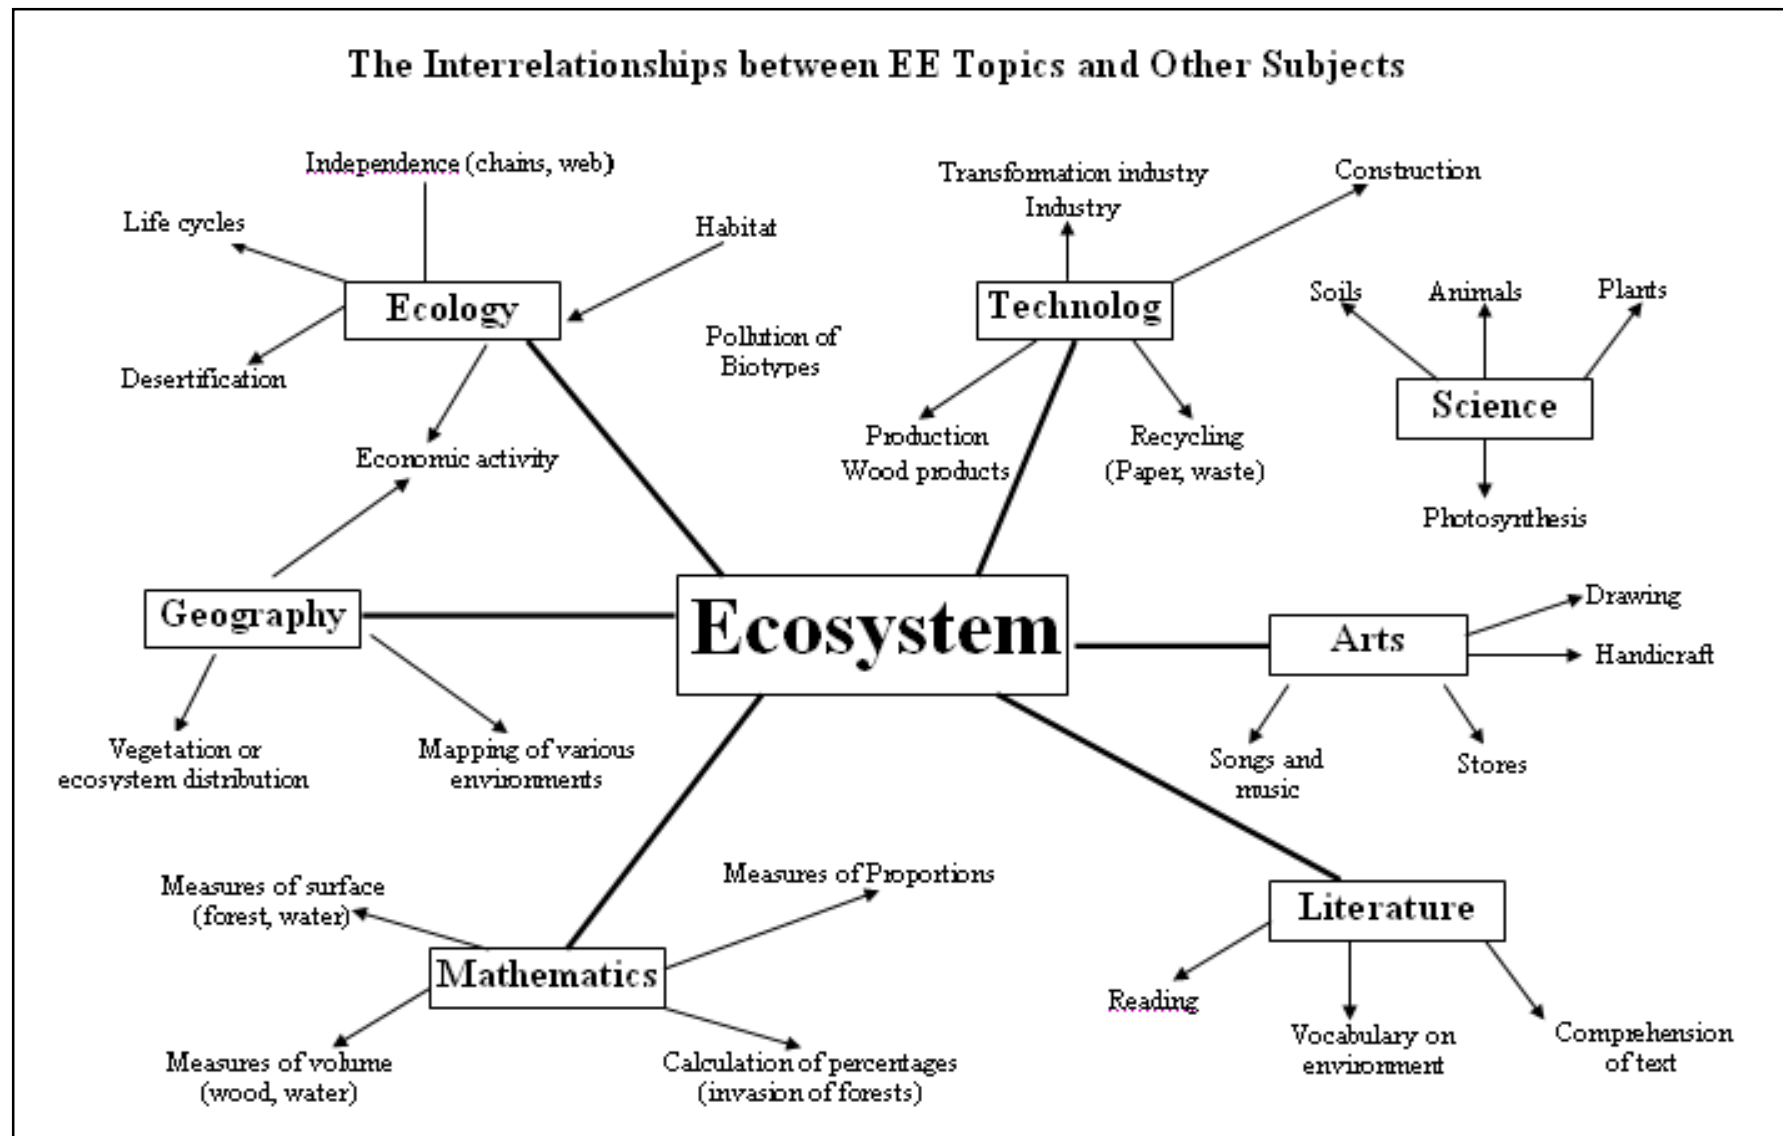 The Interrelationships between EE Topics and Other Subjects
Independence (chains, web)
Life cycles
Habitat
Ecology
Desertification
Pollution of
Biotypes
Economic activity
Transformation industry
Industry
Construction
Technolog
Production
Wood products
Recycling
(Paper, waste)
Soils
Animals
Plants
Science
Photosynthesis
Geography
Ecosystem
Arts
Drawing
Handicraft
Vegetation or
ecosystem distribution
Mapping of various
environments
Songs and
music
Stores
Measures of surface
(forest, water)
Measures of Proportions
Mathematics
Measures of volume
(wood, water)
Calculation of percentages
(invasion of forests)
Literature
Reading
Vocabulary on
environment
Comprehension
of text